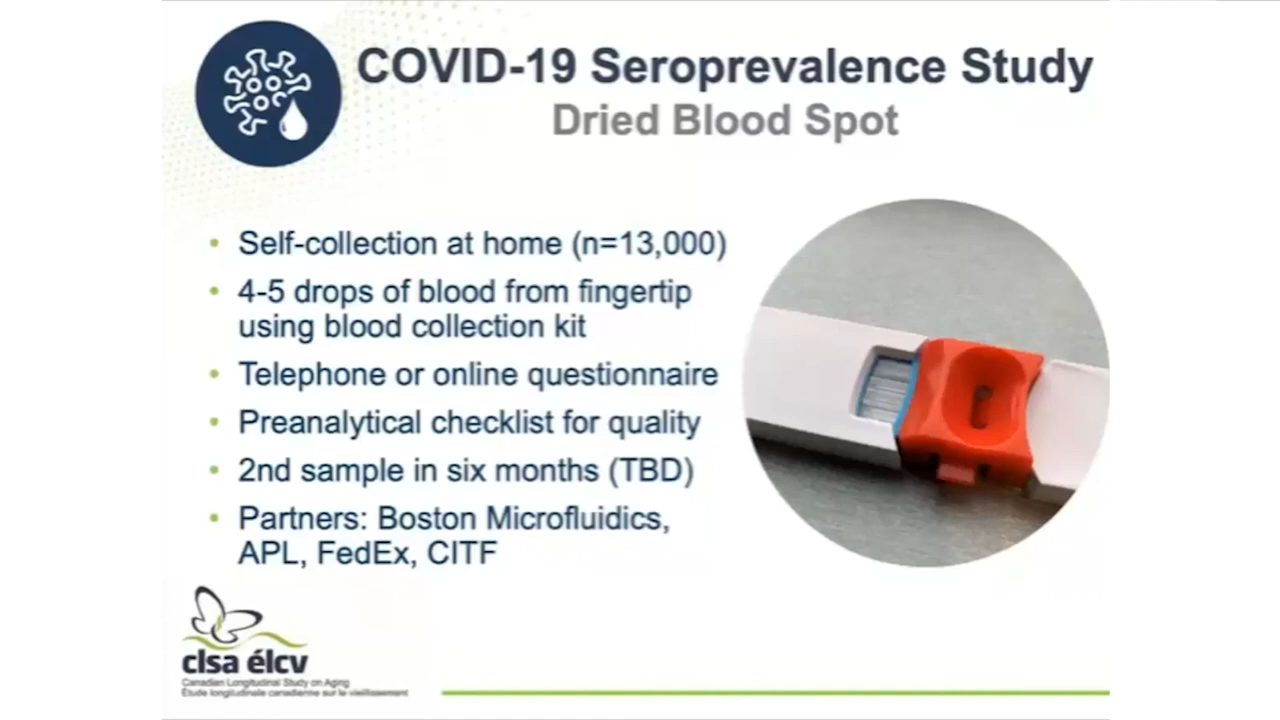 COVID-19 Seroprevalence Study
Dried Blood Spot
• Self-collection at home (n=13,000)
• 4-5 drops of blood from fingertip
using blood collection kit
• Telephone or online questionnaire
• Preanalytical checklist for quality
• 2nd sample in six months (TBD)
• Partners: Boston Microfluidics,
APL, FedEx, CITF
clsa élcv
Canadian Longitudinal Study on Aging
Étude longitudinale canadienne sur le vieillissement